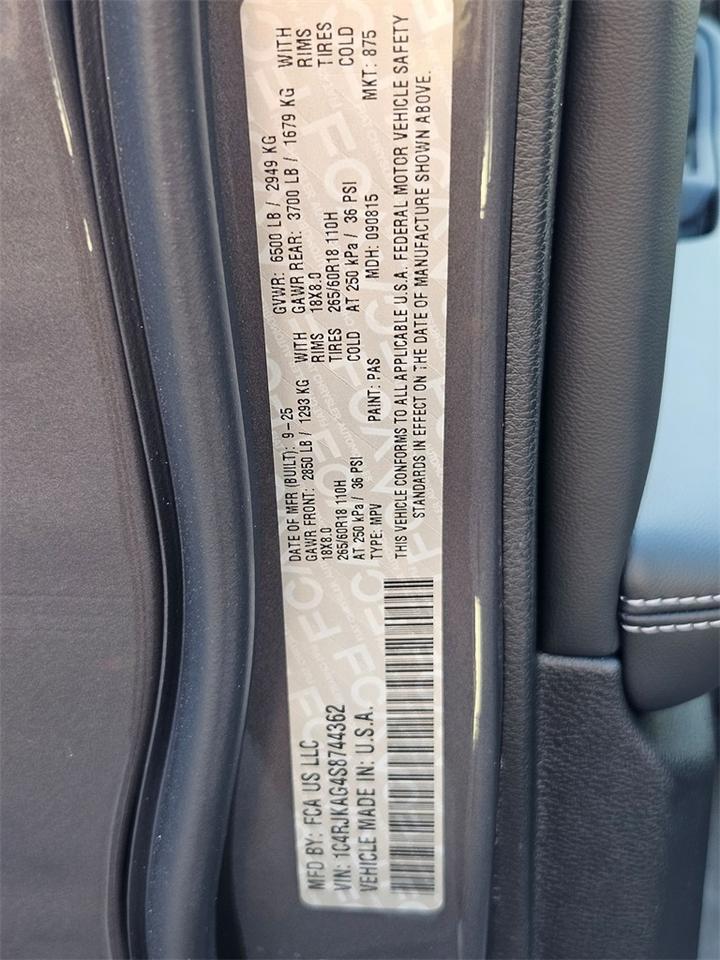 MFD BY: FCA US LLC
VIN: 1C4RJKAG4S8744362
VEHICLE MADE IN: U.S.A.
DATE OF MFR (BUILT): 9-25
GVWR: 6500 LB / 2949 KG
GAWR FRONT: 2850 LB / 1293 KG WITH
GAWR REAR: 3700 LB / 1679 KG WITH
18X8.0 RIMS
18X8.0 RIMS
265/60R18 110H TIRES
265/60R18 110H TIRES
AT 250 kPa / 36 PSI COLD
AT 250 kPa / 36 PSI COLD
TYPE: MPV PAINT: PAS MDH: 090815 MKT: 875
THIS VEHICLE CONFORMS TO ALL APPLICABLE U.S.A. FEDERAL MOTOR VEHICLE SAFETY
STANDARDS IN EFFECT ON THE DATE OF MANUFACTURE SHOWN ABOVE.